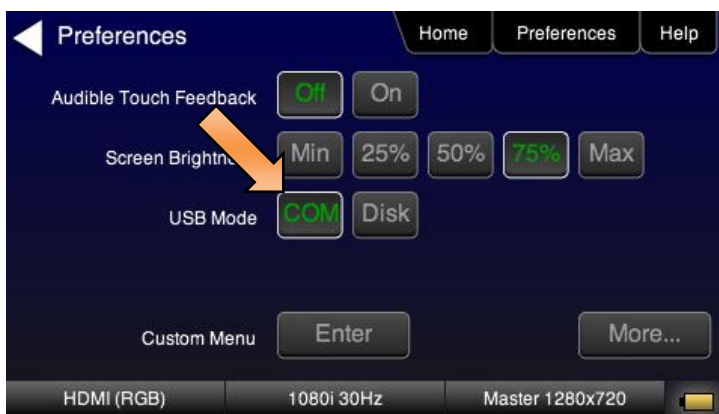 Preferences Home Preferences Help
Audible Touch Feedback Off On
Screen Min 25% 50% 75% Max
USB Mode COM Disk
Custom Menu Enter More...
HDMI (RGB) 1080i 30Hz Master 1280x720